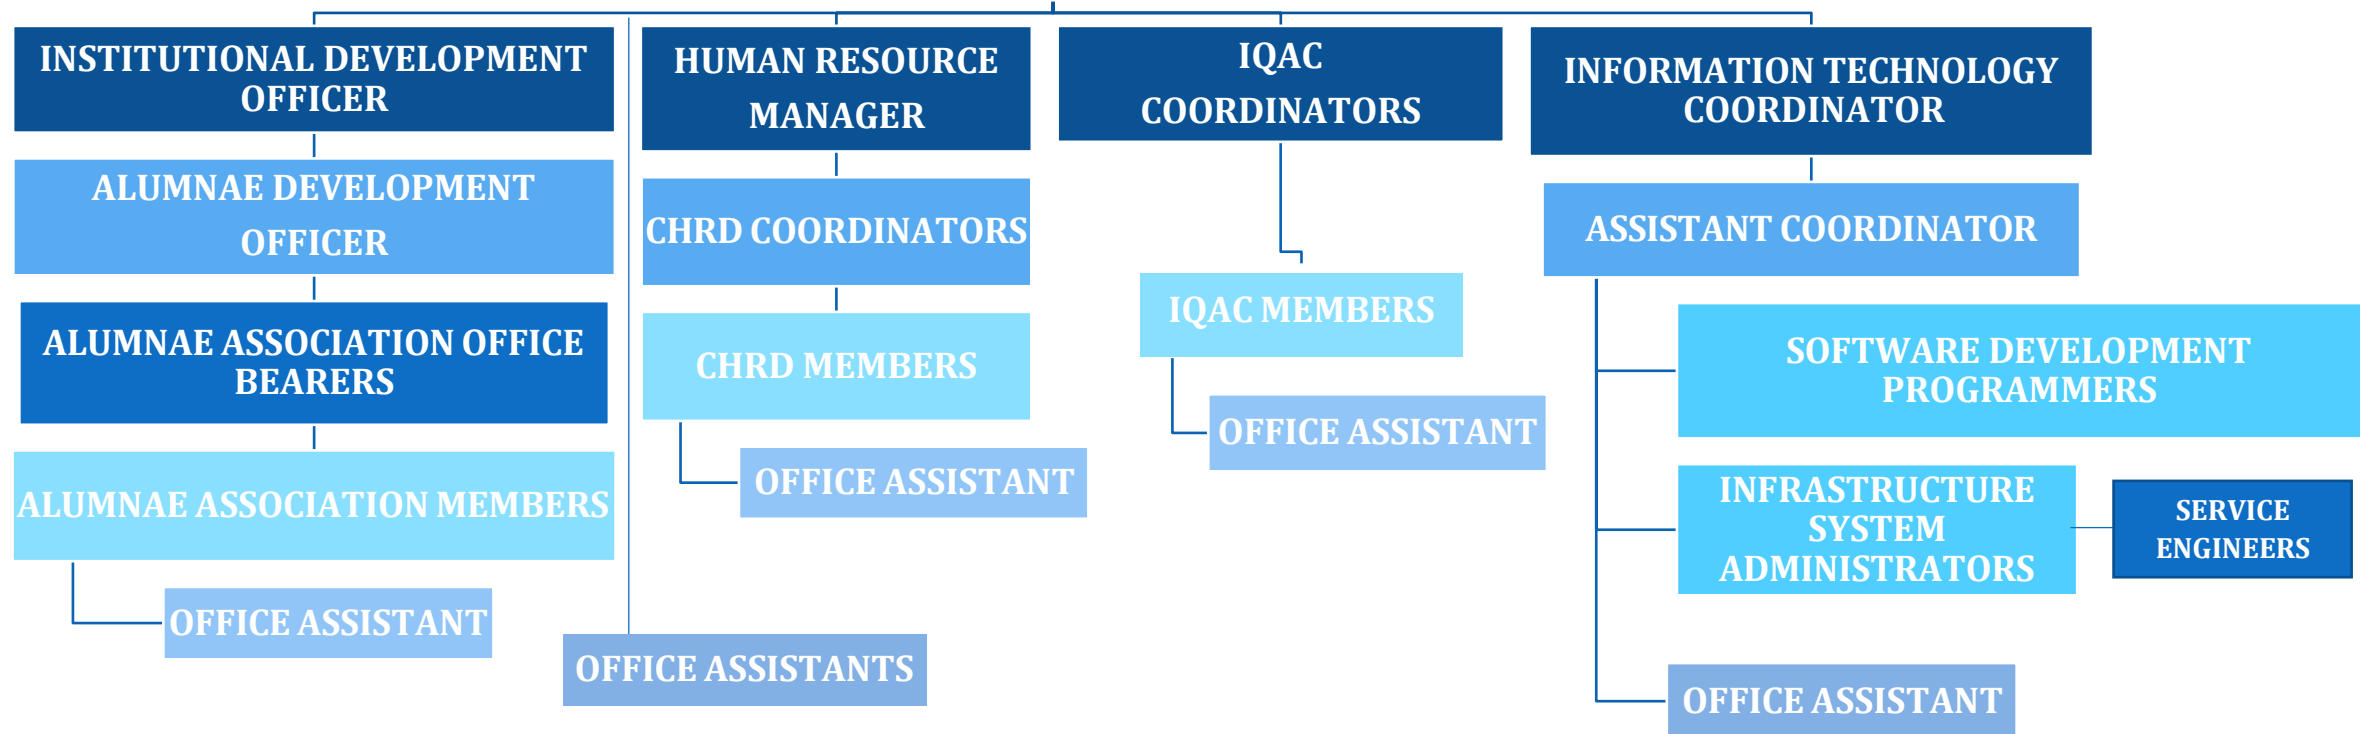 INSTITUTIONAL DEVELOPMENT
OFFICER
HUMAN RESOURCE
MANAGER
IQAC
COORDINATORS
INFORMATION TECHNOLOGY
COORDINATOR
ALUMNAE DEVELOPMENT
OFFICER
CHRD COORDINATORS
ASSISTANT COORDINATOR
ALUMNAE ASSOCIATION OFFICE
BEARERS
CHRD MEMBERS
IQAC MEMBERS
SOFTWARE DEVELOPMENT
PROGRAMMERS
ALUMNAE ASSOCIATION MEMBERS
OFFICE ASSISTANT
OFFICE ASSISTANT
INFRASTRUCTURE
SYSTEM
ADMINISTRATORS
SERVICE
ENGINEERS
OFFICE ASSISTANT
OFFICE ASSISTANTS
OFFICE ASSISTANT